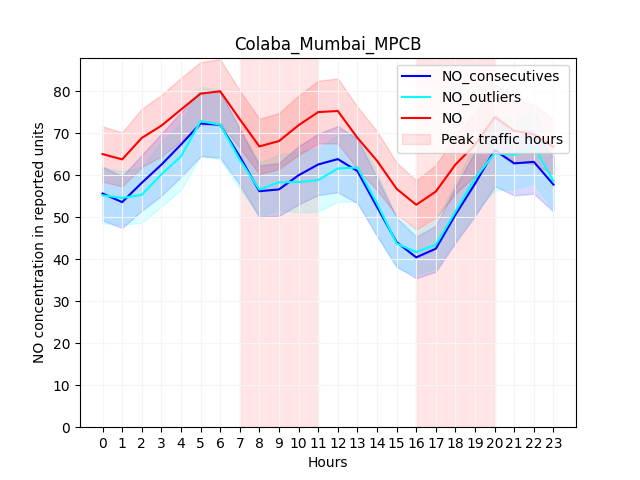 Colaba_Mumbai_MPCB
NO_consecutives
NO_outliers
NO
Peak traffic hours
NO concentration in reported units
80
70
60
50
40
30
20
10
0
0 1 2 3 4 5 6 7 8 9 10 11 12 13 14 15 16 17 18 19 20 21 22 23
Hours